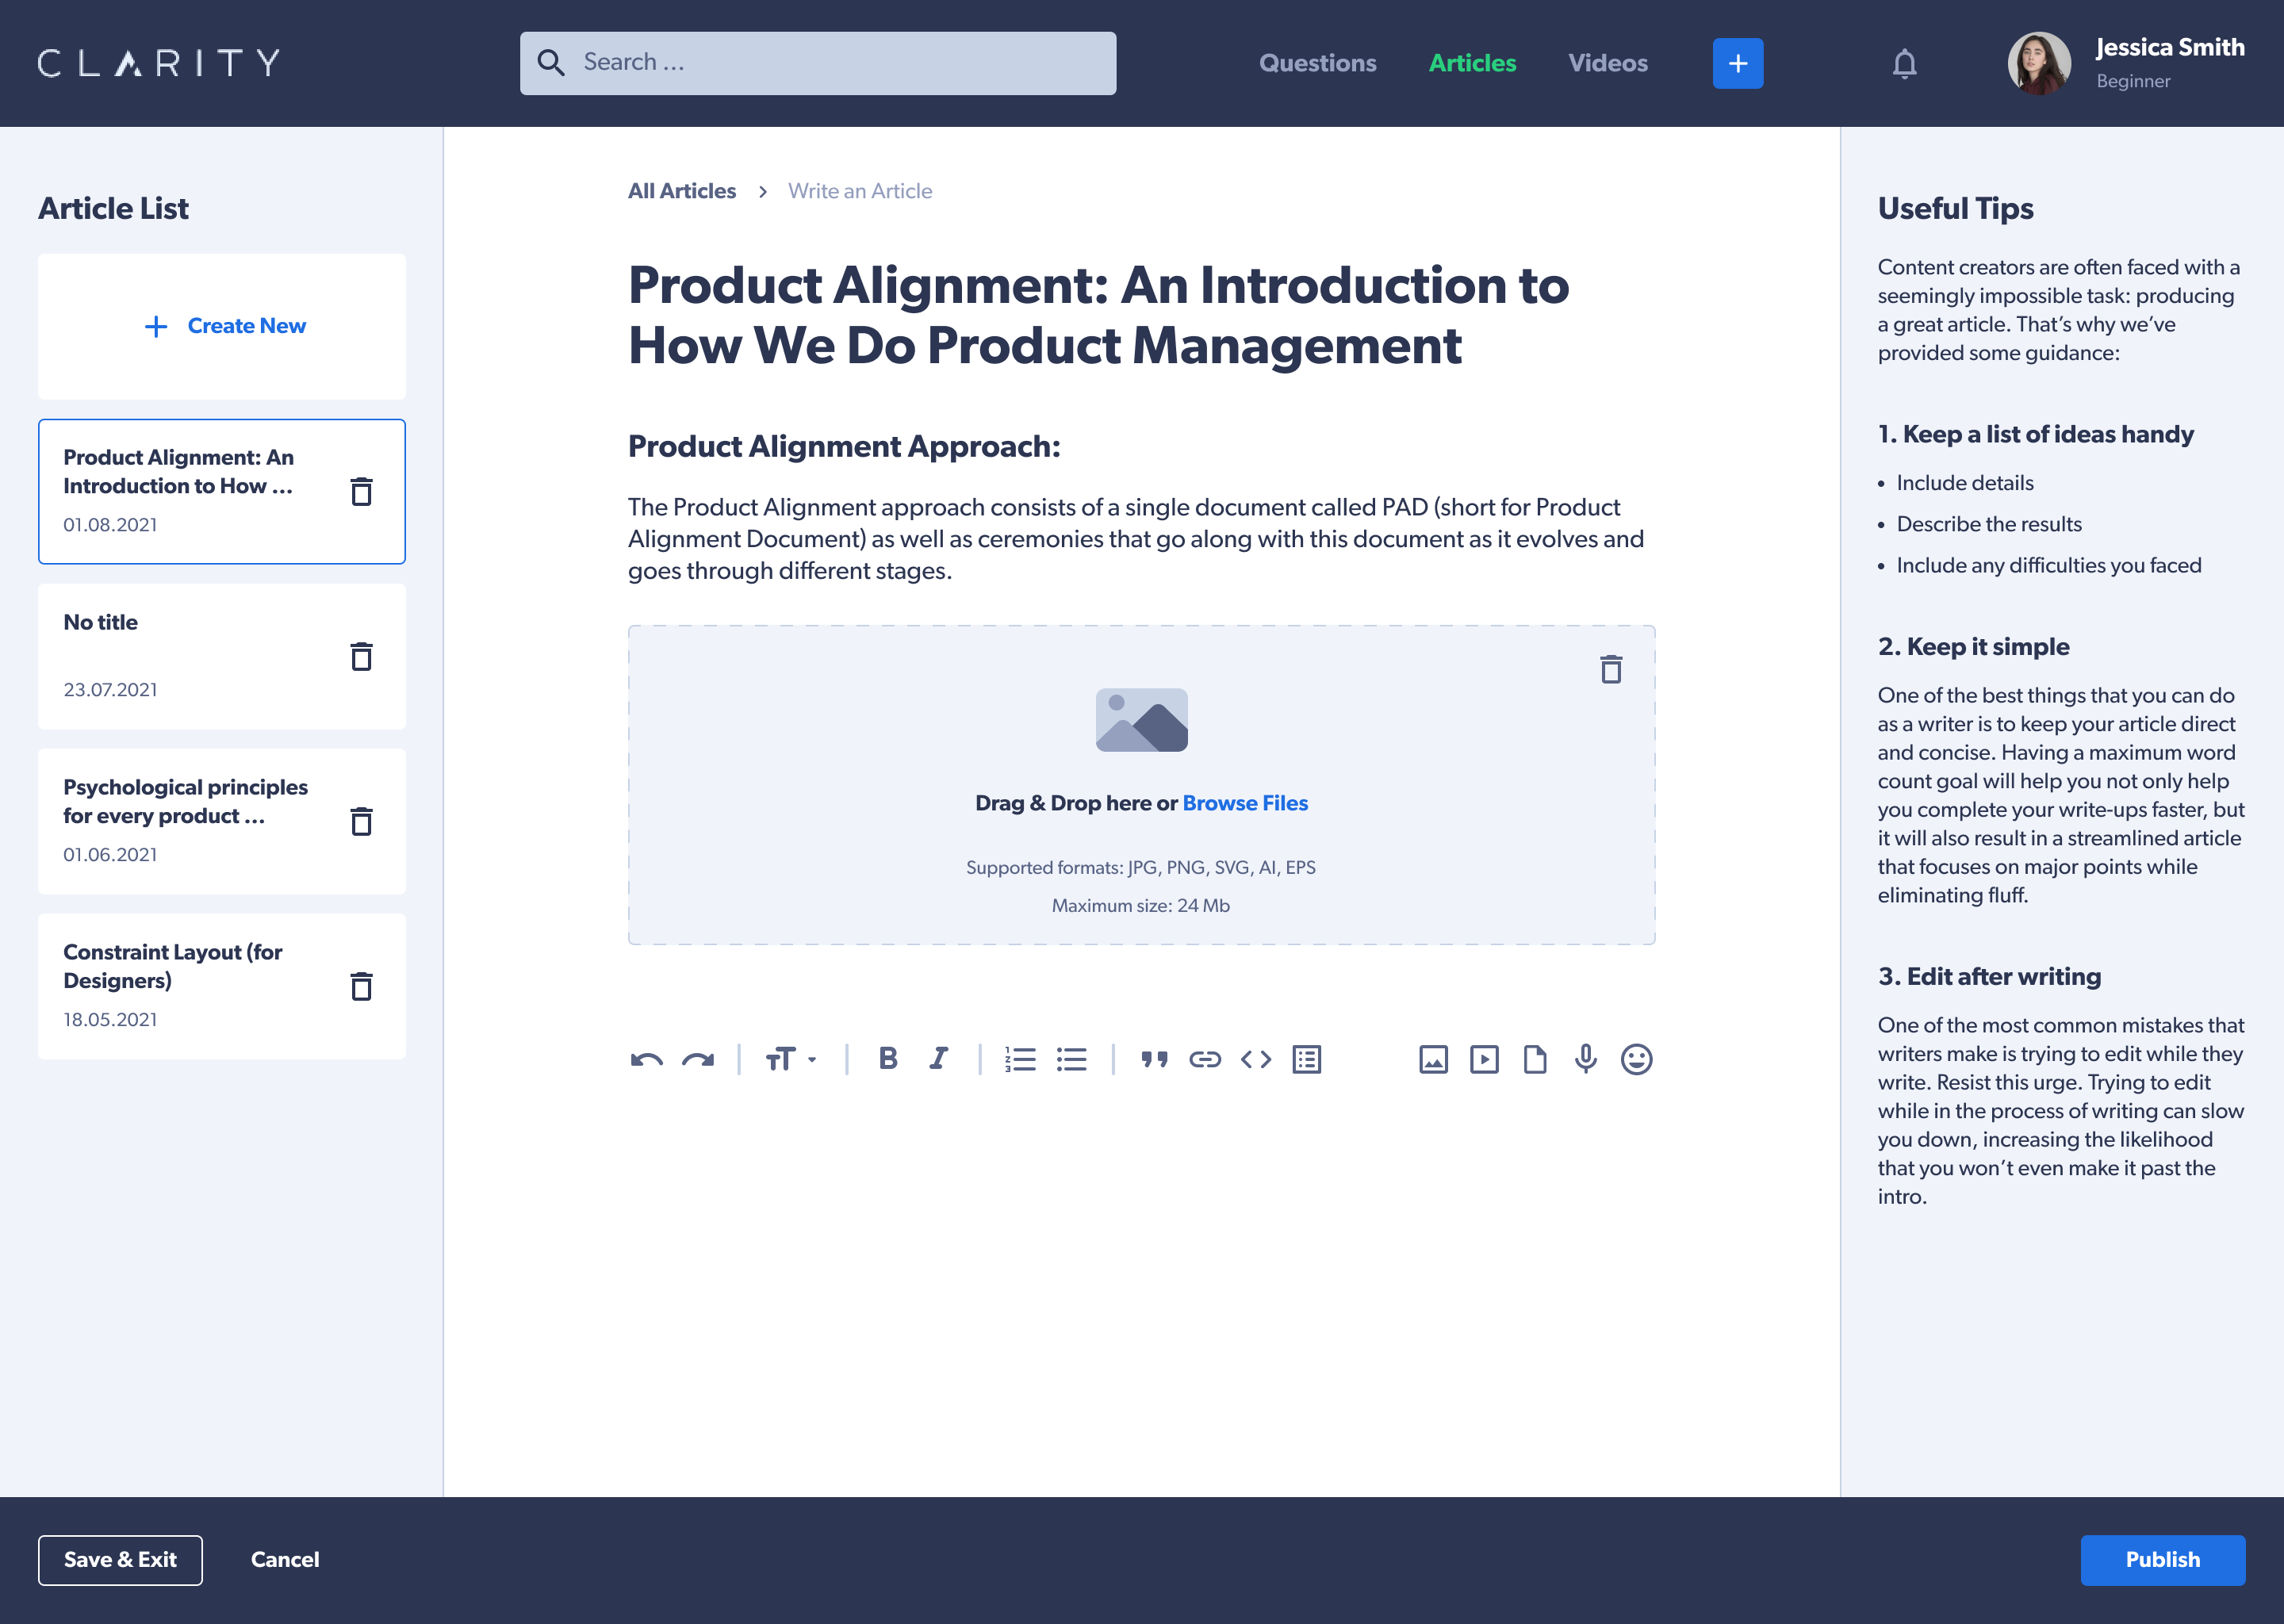 CLARITY
Search ...
Questions
Articles
Videos
Jessica Smith
Beginner
Article List
Create New
Product Alignment: An
Introduction to How ...
01.08.2021
No title
23.07.2021
Psychological principles
for every product ...
01.06.2021
Constraint Layout (for
Designers)
18.05.2021
All Articles > Write an Article
Product Alignment: An Introduction to
How We Do Product Management
Product Alignment Approach:
The Product Alignment approach consists of a single document called PAD (short for Product
Alignment Document) as well as ceremonies that go along with this document as it evolves and
goes through different stages.
Drag & Drop here or Browse Files
Supported formats: JPG, PNG, SVG, AI, EPS
Maximum size: 24 Mb
Useful Tips
Content creators are often faced with a
seemingly impossible task: producing
a great article. That’s why we’ve
provided some guidance:
1. Keep a list of ideas handy
• Include details
• Describe the results
• Include any difficulties you faced
2. Keep it simple
One of the best things that you can do
as a writer is to keep your article direct
and concise. Having a maximum word
count goal will help you not only help
you complete your write-ups faster, but
it will also result in a streamlined article
that focuses on major points while
eliminating fluff.
3. Edit after writing
One of the most common mistakes that
writers make is trying to edit while they
write. Resist this urge. Trying to edit
while in the process of writing can slow
you down, increasing the likelihood
that you won’t even make it past the
intro.
Save & Exit
Cancel
Publish